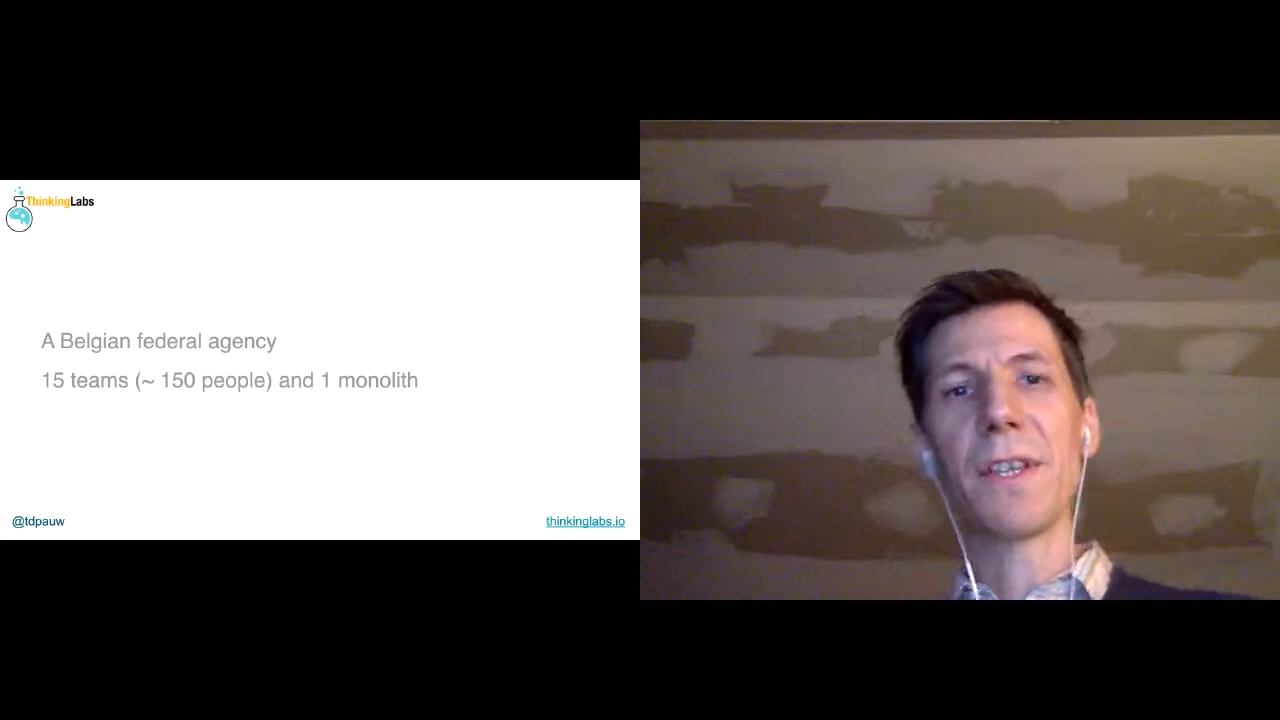 ThinkingLabs
A Belgian federal agency
15 teams (~ 150 people) and 1 monolith
@tdpauw
thinkinglabs.io